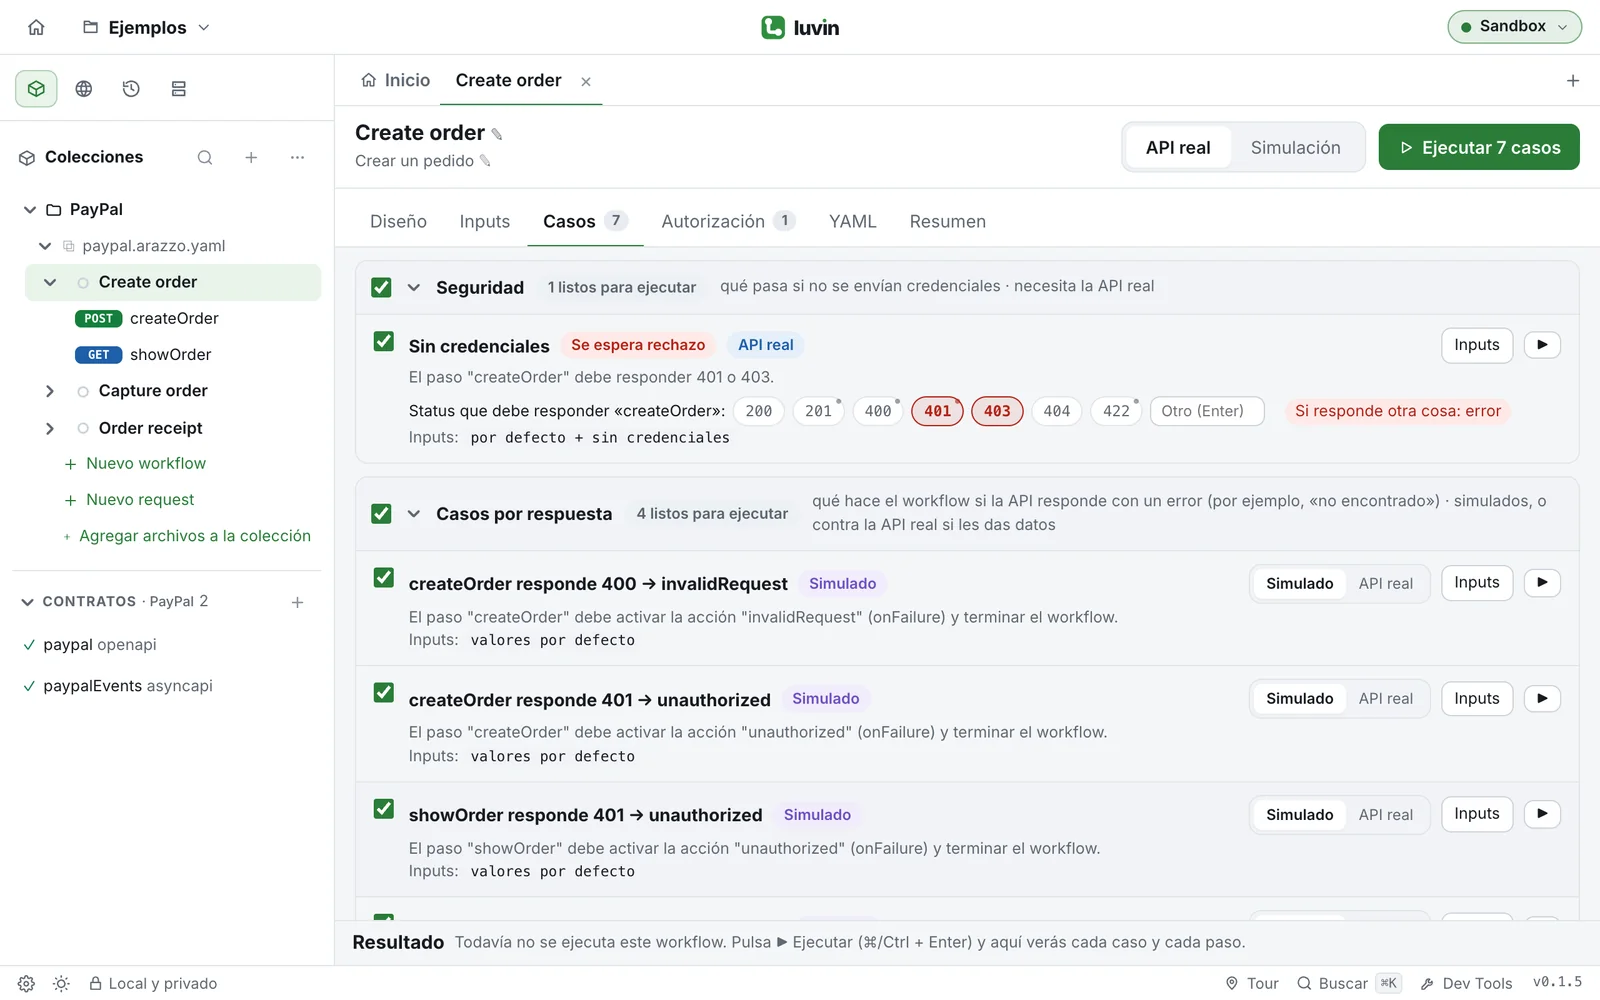 Ejemplos
luvin
Sandbox
Inicio
Create order
Create order
Crear un pedido
API real
Simulación
Ejecutar 7 casos
Colecciones
PayPal
paypal.arazzo.yaml
Create order
POST createOrder
GET showOrder
Capture order
Order receipt
+ Nuevo workflow
+ Nuevo request
+ Agregar archivos a la colección
CONTRATOS · PayPal 2
paypal openapi
paypalEvents asyncapi
Diseño
Inputs
Casos 7
Autorización 1
YAML
Resumen
Seguridad 1 listos para ejecutar qué pasa si no se envían credenciales · necesita la API real
Sin credenciales Se espera rechazo API real Inputs
El paso "createOrder" debe responder 401 o 403.
Status que debe responder «createOrder»: 200 201 400 401 403 404 422 Otro (Enter) Si responde otra cosa: error
Inputs: por defecto + sin credenciales
Casos por respuesta 4 listos para ejecutar qué hace el workflow si la API responde con un error (por ejemplo, «no encontrado») · simulados, o
contra la API real si les das datos
createOrder responde 400 → invalidRequest Simulado Simulado API real Inputs
El paso "createOrder" debe activar la acción "invalidRequest" (onFailure) y terminar el workflow.
Inputs: valores por defecto
createOrder responde 401 → unauthorized Simulado Simulado API real Inputs
El paso "createOrder" debe activar la acción "unauthorized" (onFailure) y terminar el workflow.
Inputs: valores por defecto
showOrder responde 401 → unauthorized Simulado Simulado API real Inputs
El paso "showOrder" debe activar la acción "unauthorized" (onFailure) y terminar el workflow.
Inputs: valores por defecto
Resultado Todavía no se ejecuta este workflow. Pulsa ▶ Ejecutar (⌘/Ctrl + Enter) y aquí verás cada caso y cada paso.
Local y privado
Tour
Buscar ⌘K
Dev Tools
v0.1.5